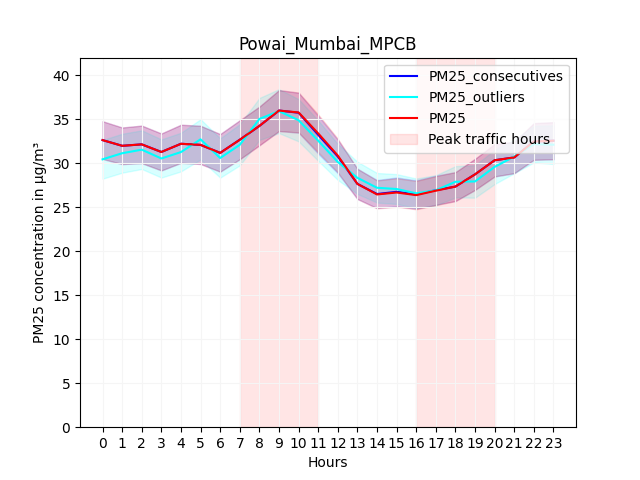 Powai_Mumbai_MPCB
PM25 concentration in µg/m³
40
35
30
25
20
15
10
5
0
PM25_consecutives
PM25_outliers
PM25
Peak traffic hours
0 1 2 3 4 5 6 7 8 9 10 11 12 13 14 15 16 17 18 19 20 21 22 23
Hours